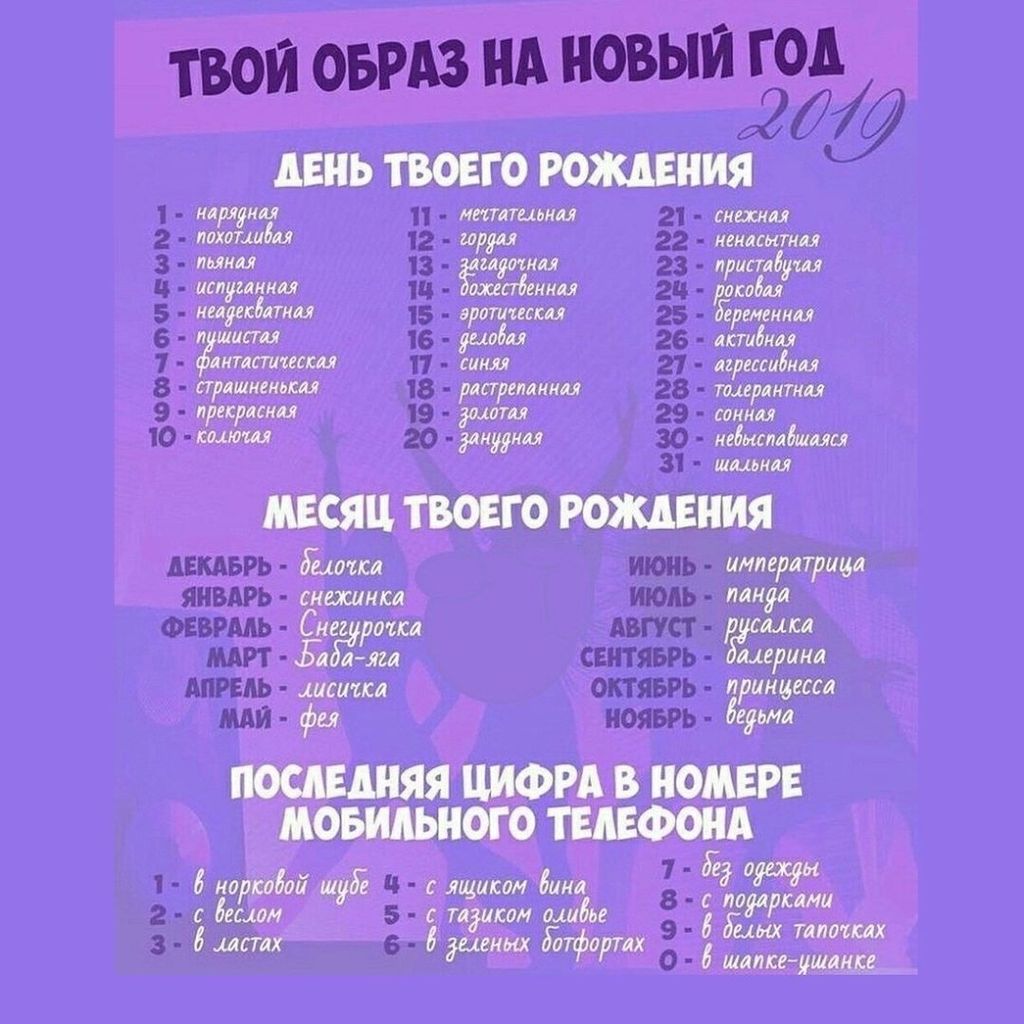 ТВОЙ ОБРАЗ НА НОВЫЙ ГОД
2019
ДЕНЬ ТВОЕГО РОЖДЕНИЯ
1 - нарядная
2 - похотливая
3 - пьяная
4 - испуганная
5 - неадекватная
6 - пушистая
7 - фантастическая
8 - страшненькая
9 - прекрасная
10 - колючая
11 - мечтательная
12 - гордая
13 - загадочная
14 - божественная
15 - эротическая
16 - деловая
17 - синяя
18 - растрепанная
19 - золотая
20 - занудная
21 - снежная
22 - ненасытная
23 - приставучая
24 - роковая
25 - беременная
26 - активная
27 - агрессивная
28 - толерантная
29 - сонная
30 - невыспавшаяся
31 - шальная
МЕСЯЦ ТВОЕГО РОЖДЕНИЯ
ДЕКАБРЬ - белочка
ЯНВАРЬ - снежинка
ФЕВРАЛЬ - Снегурочка
МАРТ - Баба-яга
АПРЕЛЬ - лисичка
МАЙ - фея
ИЮНЬ - императрица
ИЮЛЬ - панда
АВГУСТ - русалка
СЕНТЯБРЬ - балерина
ОКТЯБРЬ - принцесса
НОЯБРЬ - ведьма
ПОСЛЕДНЯЯ ЦИФРА В НОМЕРЕ
МОБИЛЬНОГО ТЕЛЕФОНА
1 - в норковой шубе
2 - с веслом
3 - в ластах
4 - с ящиком вина
5 - с тазиком оливье
6 - в зеленых ботфортах
7 - без одежды
8 - с подарками
9 - в белых тапочках
0 - в шапке-ушанке